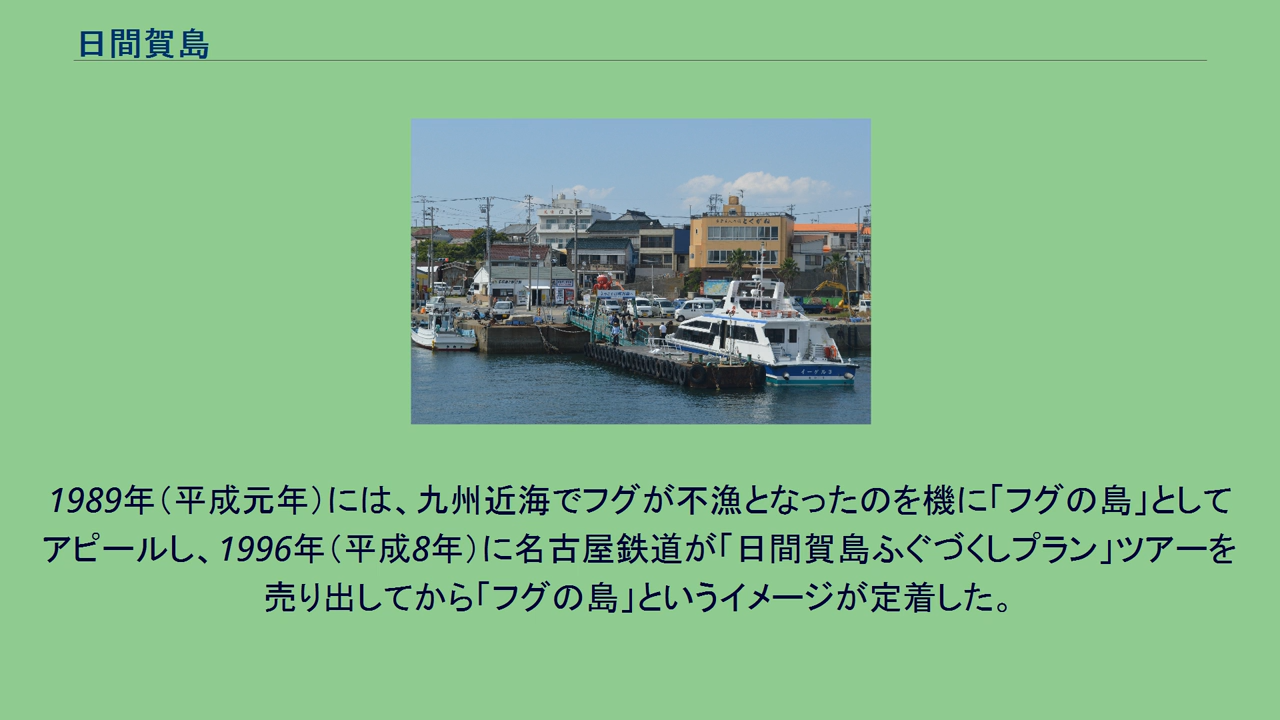 日間賀島
イーグル2
1989年（平成元年）には、九州近海でフグが不漁となったのを機に「フグの島」として
アピールし、1996年（平成8年）に名古屋鉄道が「日間賀島ふぐづくしプラン」ツアーを
売り出してから「フグの島」というイメージが定着した。